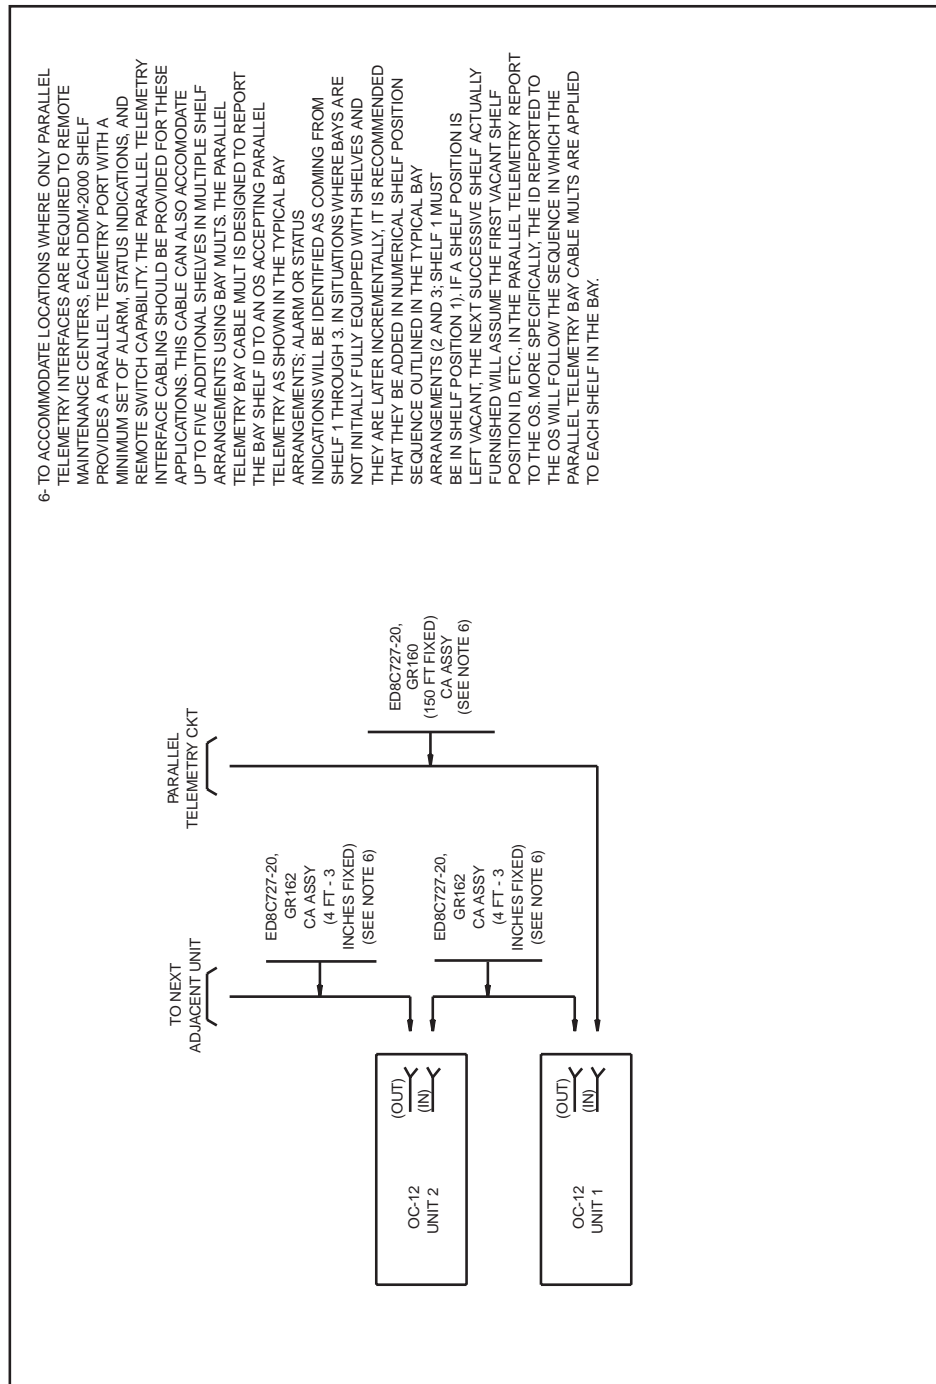 6- TO ACCOMMODATE LOCATIONS WHERE ONLY PARALLEL
TELEMETRY INTERFACES ARE REQUIRED TO REMOTE
MAINTENANCE CENTERS, EACH DDM-2000 SHELF
PROVIDES A PARALLEL TELEMETRY PORT WITH A
MINIMUM SET OF ALARM, STATUS INDICATIONS, AND
REMOTE SWITCH CAPABILITY. THE PARALLEL TELEMETRY
INTERFACE CABLING SHOULD BE PROVIDED FOR THESE
APPLICATIONS. THIS CABLE CAN ALSO ACCOMODATE
UP TO FIVE ADDITIONAL SHELVES IN MULTIPLE SHELF
ARRANGEMENTS USING BAY MULTS. THE PARALLEL
TELEMETRY BAY CABLE MULT IS DESIGNED TO REPORT
THE BAY SHELF ID TO AN OS ACCEPTING PARALLEL
TELEMETRY AS SHOWN IN THE TYPICAL BAY
ARRANGEMENTS; ALARM OR STATUS
INDICATIONS WILL BE IDENTIFIED AS COMING FROM
SHELF 1 THROUGH 3. IN SITUATIONS WHERE BAYS ARE
NOT INITIALLY FULLY EQUIPPED WITH SHELVES AND
THEY ARE LATER INCREMENTALLY, IT IS RECOMMENDED
THAT THEY BE ADDED IN NUMERICAL SHELF POSITION
SEQUENCE OUTLINED IN THE TYPICAL BAY
ARRANGEMENTS (2 AND 3; SHELF 1 MUST
BE IN SHELF POSITION 1). IF A SHELF POSITION IS
LEFT VACANT, THE NEXT SUCCESSIVE SHELF ACTUALLY
FURNISHED WILL ASSUME THE FIRST VACANT SHELF
POSITION ID, ETC., IN THE PARALLEL TELEMETRY REPORT
TO THE OS. MORE SPECIFICALLY, THE ID REPORTED TO
THE OS WILL FOLLOW THE SEQUENCE IN WHICH THE
PARALLEL TELEMETRY BAY CABLE MULTS ARE APPLIED
TO EACH SHELF IN THE BAY.
TO NEXT
ADJACENT UNIT
PARALLEL
TELEMETRY CKT
ED8C727-20,
GR162
CA ASSY
(4 FT - 3
INCHES FIXED)
(SEE NOTE 6)
ED8C727-20,
GR160
(150 FT FIXED)
CA ASSY
(SEE NOTE 6)
ED8C727-20,
GR162
CA ASSY
(4 FT - 3
INCHES FIXED)
(SEE NOTE 6)
OC-12
UNIT 2
(OUT)
(IN)
OC-12
UNIT 1
(OUT)
(IN)